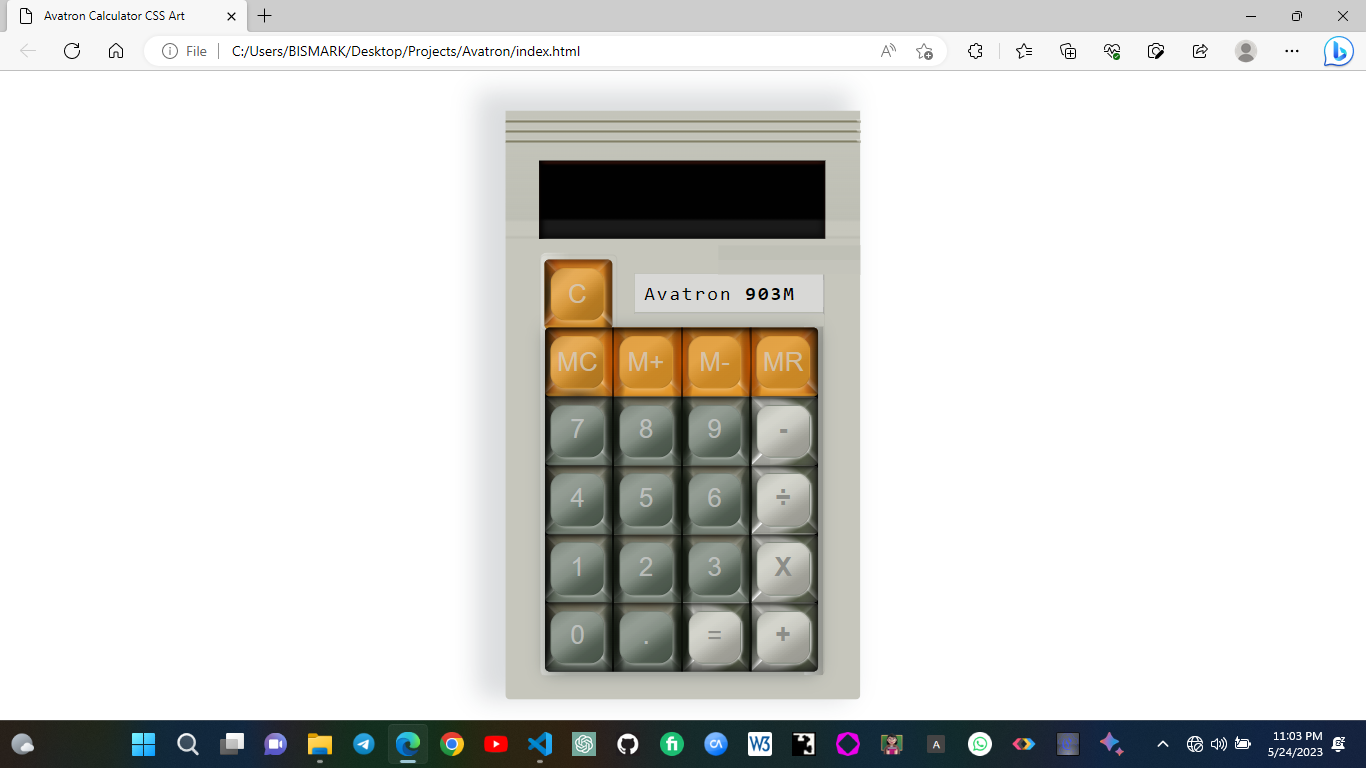 Avatron Calculator CSS Art
File C:/Users/BISMARK/Desktop/Projects/Avatron/index.html
C
Avatron 903M
MC M+ M- MR
7 8 9 -
4 5 6 ÷
1 2 3 X
0 . = +
W3 A 11:03 PM
5/24/2023